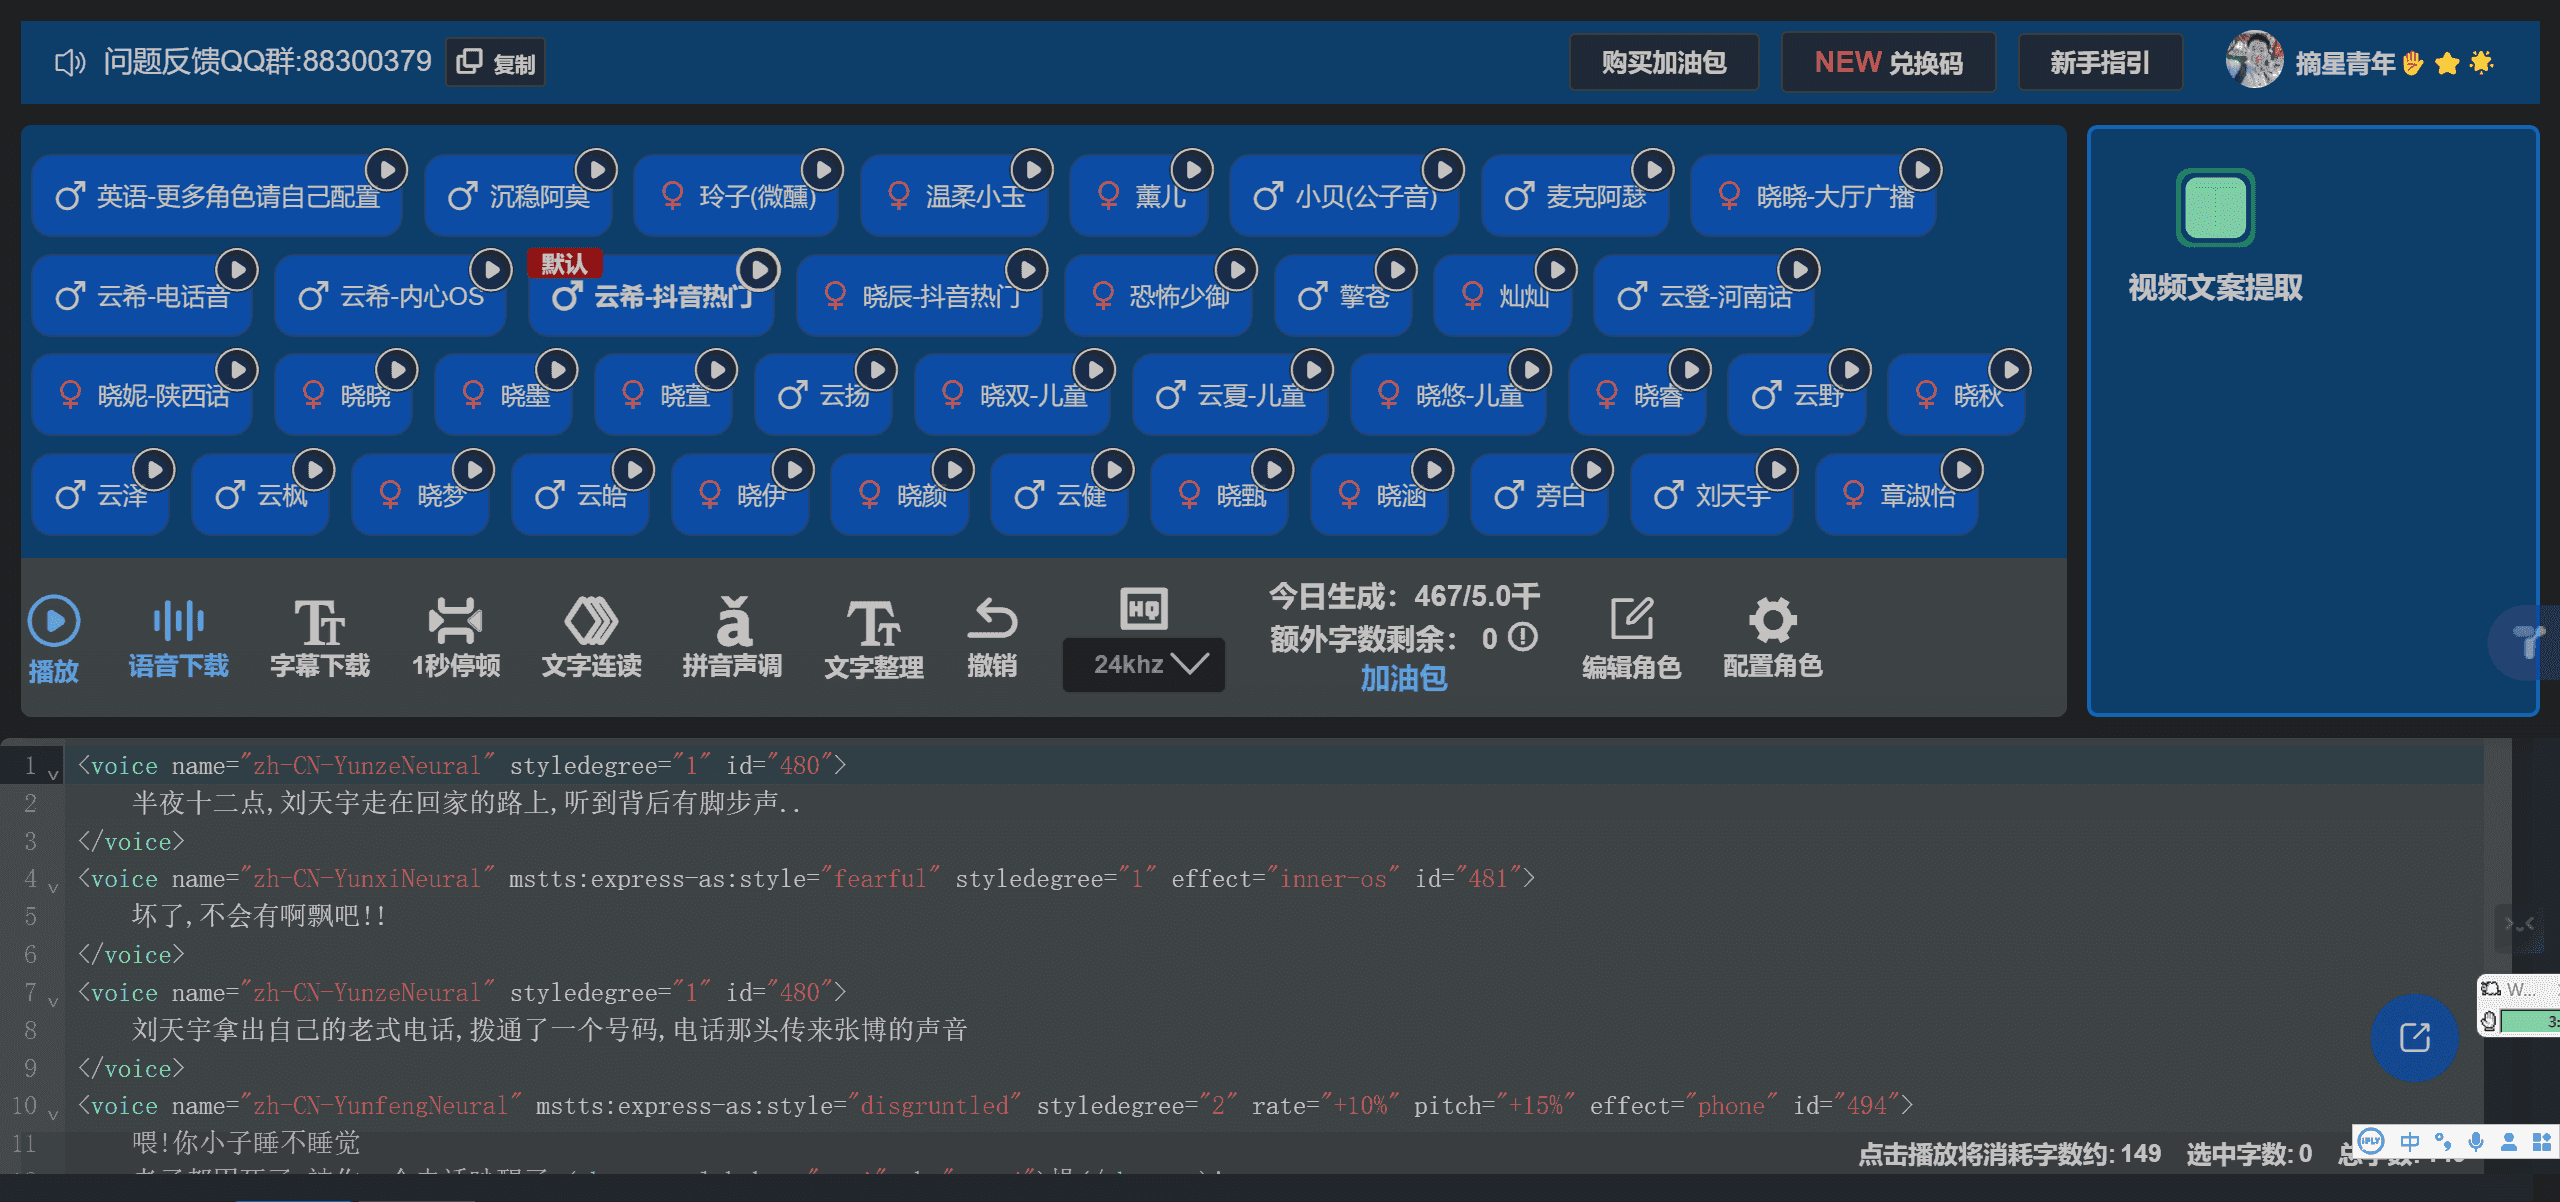 问题反馈QQ群:88300379 复制 购买加油包 NEW 兑换码 新手指引 摘星青年✋⭐🌟
英语-更多角色请自己配置 沉稳阿莫 玲子(微醺) 温柔小玉 薰儿 小贝(公子音) 麦克阿瑟 晓晓-大厅广播
默认
云希-电话音 云希-内心OS 云希-抖音热门 晓辰-抖音热门 恐怖少御 擎苍 灿灿 云登-河南话
晓妮-陕西话 晓晓 晓墨 晓萱 云扬 晓双-儿童 云夏-儿童 晓悠-儿童 晓睿 云野 晓秋
云泽 云枫 晓梦 云皓 晓伊 晓颜 云健 晓甄 晓涵 旁白 刘天宇 章淑怡
视频文案提取
播放 语音下载 字幕下载 1秒停顿 文字连读 拼音声调 文字整理 撤销
HQ
24khz
今日生成：467/5.0千
额外字数剩余：0
加油包
编辑角色 配置角色
1 <voice name="zh-CN-YunzeNeural" styledegree="1" id="480">
2 半夜十二点,刘天宇走在回家的路上,听到背后有脚步声..
3 </voice>
4 <voice name="zh-CN-YunxiNeural" mstts:express-as:style="fearful" styledegree="1" effect="inner-os" id="481">
5 坏了,不会有啊飘吧!!
6 </voice>
7 <voice name="zh-CN-YunzeNeural" styledegree="1" id="480">
8 刘天宇拿出自己的老式电话,拨通了一个号码,电话那头传来张博的声音
9 </voice>
10 <voice name="zh-CN-YunfengNeural" mstts:express-as:style="disgruntled" styledegree="2" rate="+10%" pitch="+15%" effect="phone" id="494">
11 喂!你小子睡不睡觉
点击播放将消耗字数约: 149 选中字数: 0
W...
3:
iFLY 中